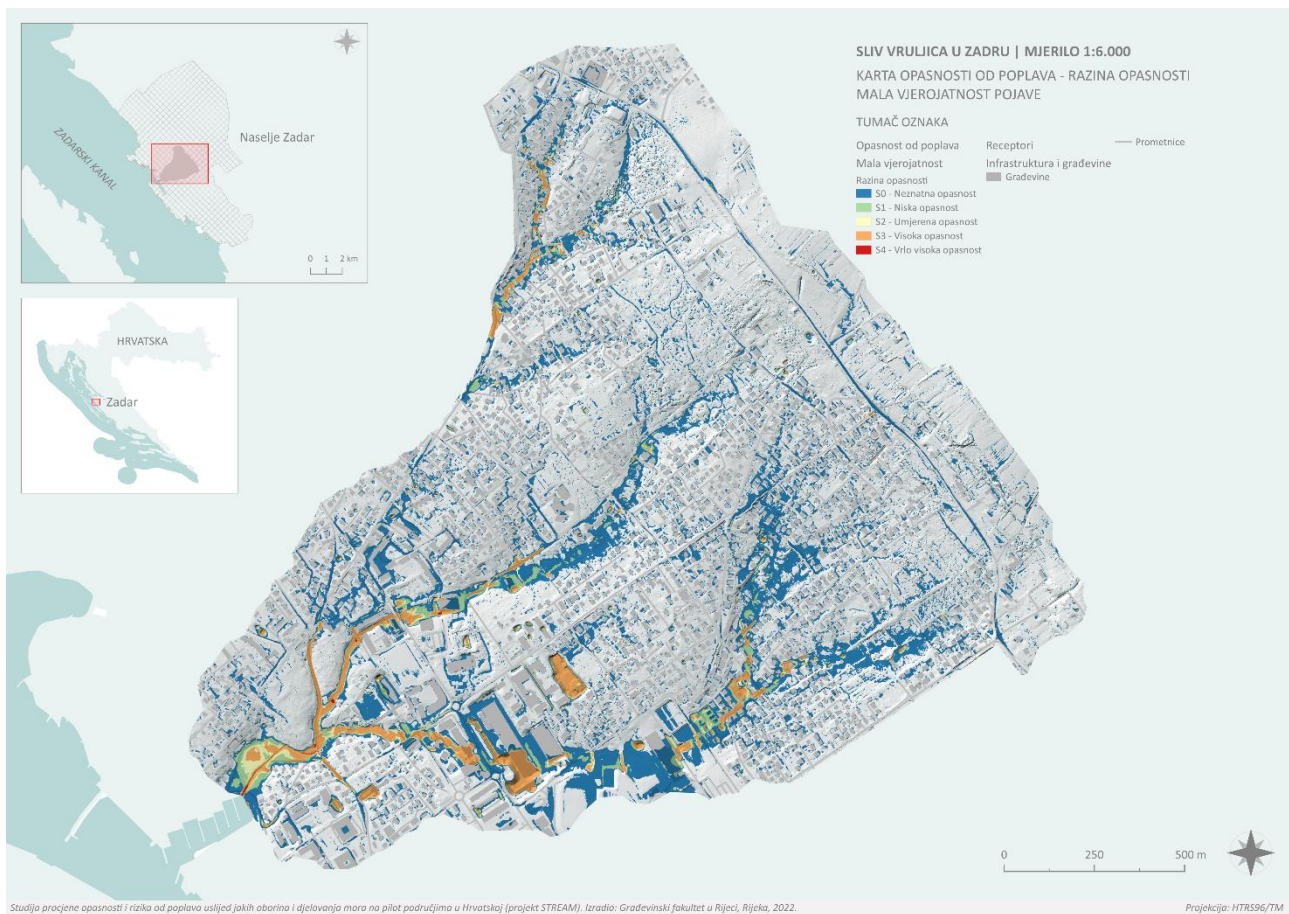 ZADARSKI KANAL
Naselje Zadar
0 1 2 km
HRVATSKA
Zadar
SLIV VRULJICA U ZADRU | MJERILO 1:6.000
KARTA OPASNOSTI OD POPLAVA - RAZINA OPASNOSTI
MALA VJEROJATNOST POJAVE
TUMAČ OZNAKA
Opasnost od poplava
Mala vjerojatnost
Razina opasnosti
S0 - Neznatna opasnost
S1 - Niska opasnost
S2 - Umjerena opasnost
S3 - Visoka opasnost
S4 - Vrlo visoka opasnost
Receptori
Infrastruktura i građevine
Građevine
Prometnice
0 250 500 m
Studija procjene opasnosti i rizika od poplava uslijed jakih oborina i djelovanja mora na pilot područjima u Hrvatskoj (projekt STREAM). Izradio: Građevinski fakultet u Rijeci, Rijeka, 2022.
Projekcija: HTRS96/TM